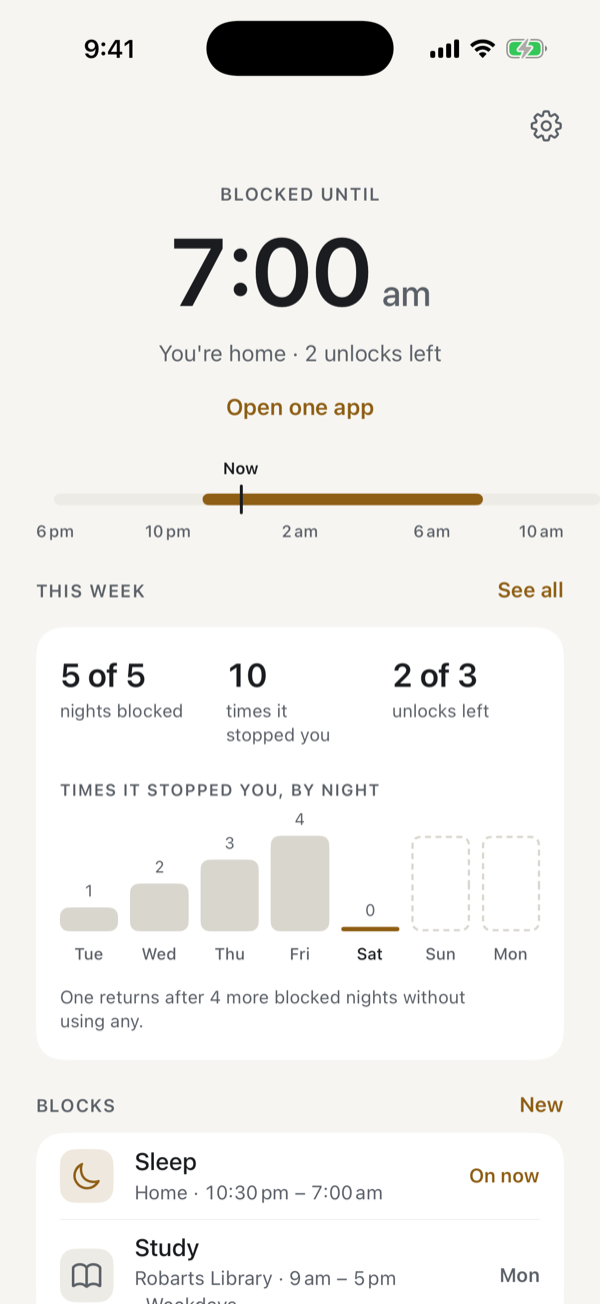 9:41
BLOCKED UNTIL
7:00 am
You're home · 2 unlocks left
Open one app
Now
6 pm 10 pm 2 am 6 am 10 am
THIS WEEK See all
5 of 5 10 2 of 3
nights blocked times it unlocks left
stopped you
TIMES IT STOPPED YOU, BY NIGHT
1 2 3 4 0
Tue Wed Thu Fri Sat Sun Mon
One returns after 4 more blocked nights without
using any.
BLOCKS New
Sleep
Home · 10:30 pm – 7:00 am On now
Study
Robarts Library · 9 am – 5 pm Mon
· Weekdays